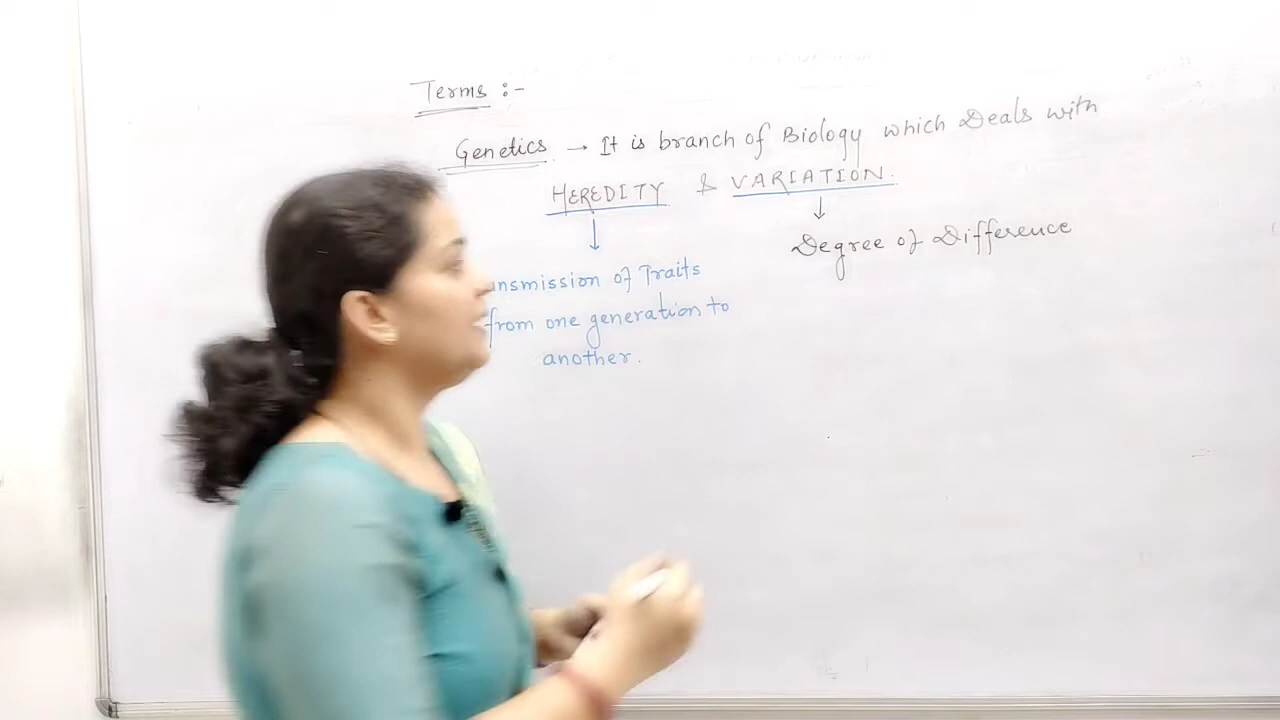 Terms :-
Genetics → It is branch of Biology which Deals with
HEREDITY & VARIATION.
↓ ↓
Degree of Difference
nsmission of Traits
from one generation to
another.